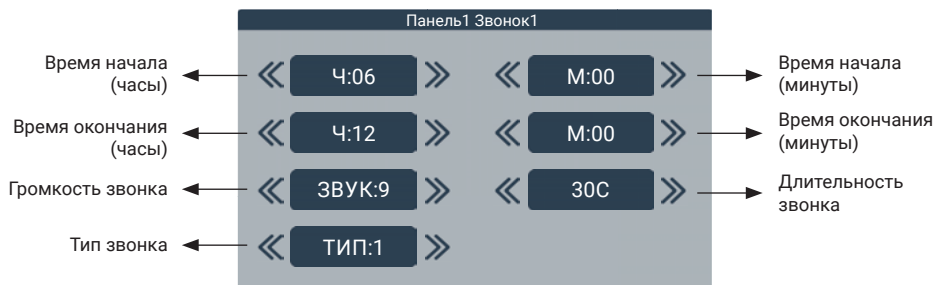 Панель1 Звонок1
Время начала
(часы)
Ч:06
М:00
Время начала
(минуты)
Время окончания
(часы)
Ч:12
М:00
Время окончания
(минуты)
Громкость звонка
ЗВУК:9
30С
Длительность
звонка
Тип звонка
ТИП:1